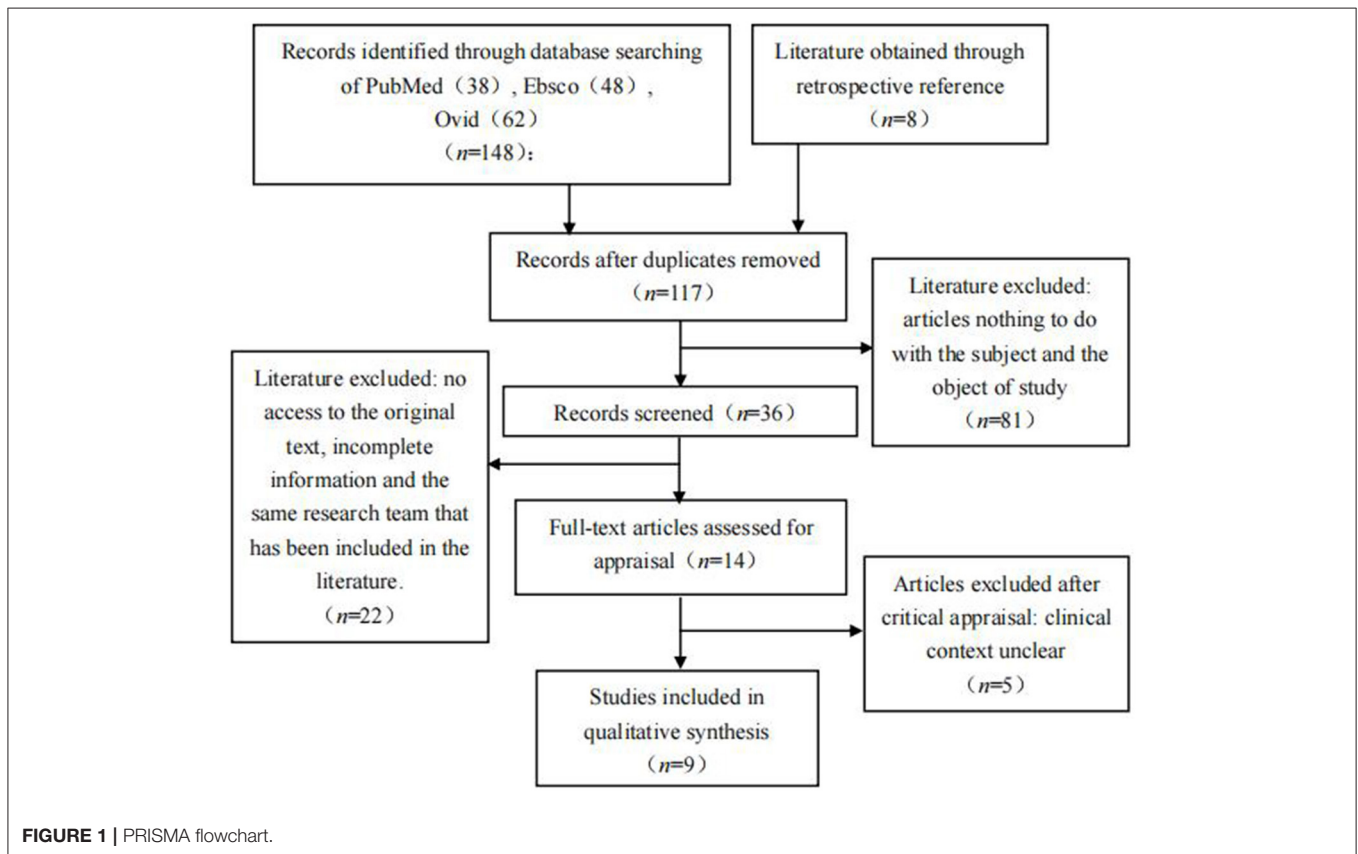 Records identified through database searching
of PubMed（38）, Ebsco（48）,
Ovid（62）
（n=148）：
Literature obtained through
retrospective reference
（n=8）
Records after duplicates removed
（n=117）
Literature excluded:
articles nothing to do
with the subject and the
object of study
（n=81）
Literature excluded: no
access to the original
text, incomplete
information and the
same research team that
has been included in the
literature.
（n=22）
Records screened（n=36）
Full-text articles assessed for
appraisal（n=14）
Articles excluded after
critical appraisal: clinical
context unclear
（n=5）
Studies included in
qualitative synthesis
（n=9）
FIGURE 1 | PRISMA flowchart.